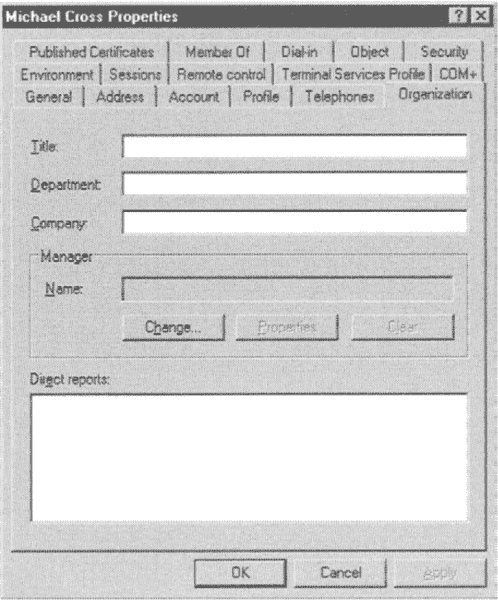 Michael Cross Properties
Published Certificates Member Of Dial-in Object Security
Environment Sessions Remote control Terminal Services Profile COM+
General Address Account Profile Telephones Organization
Title:
Department:
Company:
Manager
Name:
Change... Properties Clear
Direct reports:
OK Cancel Apply